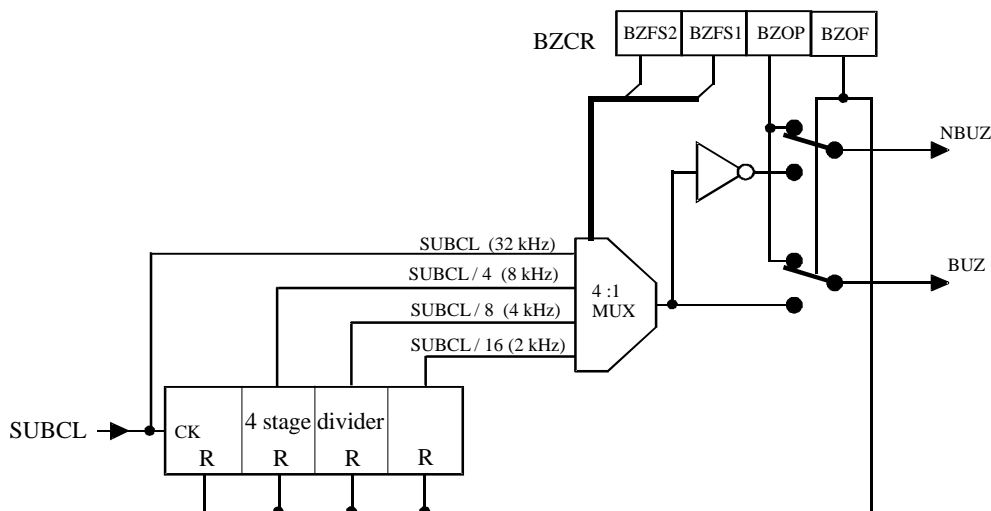 BZCR
BZFS2 BZFS1 BZOP BZOF
NBUZ
SUBCL (32 kHz)
SUBCL / 4 (8 kHz)
BUZ
4 :1
MUX
SUBCL / 8 (4 kHz)
SUBCL / 16 (2 kHz)
4 stage divider
SUBCL
CK
R R R R